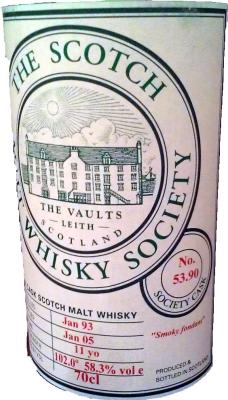 THE SCOTCH
WHISKY SOCIETY
THE VAULTS
LEITH
SCOTLAND
No.
53.90
SOCIETY CASK
CASK SCOTCH MALT WHISKY
Jan 93
Jan 05
11 yo
102.0° 58.3% vol e
70cl
"Smoky fondant"
PRODUCED &
BOTTLED IN SCOTLAND